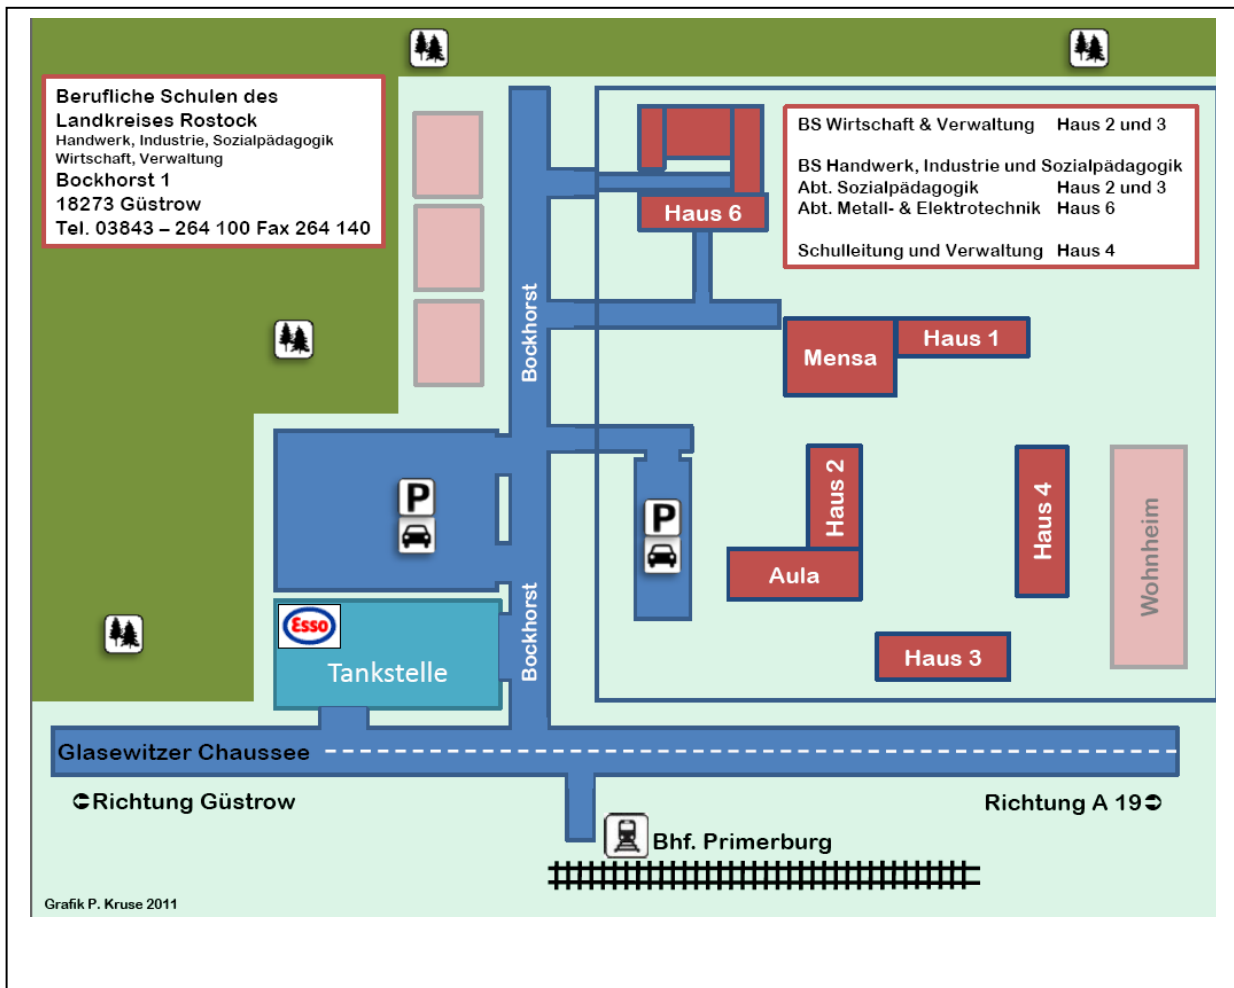 Berufliche Schulen des
Landkreises Rostock
Handwerk, Industrie, Sozialpädagogik
Wirtschaft, Verwaltung
Bockhorst 1
18273 Güstrow
Tel. 03843 – 264 100 Fax 264 140
BS Wirtschaft & Verwaltung Haus 2 und 3
BS Handwerk, Industrie und Sozialpädagogik
Abt. Sozialpädagogik Haus 2 und 3
Abt. Metall- & Elektrotechnik Haus 6
Schulleitung und Verwaltung Haus 4
Haus 6
Bockhorst
Mensa
Haus 1
P
P
Haus 2
Haus 4
Wohnheim
Aula
Esso
Tankstelle
Bockhorst
Haus 3
Glasewitzer Chaussee
Richtung Güstrow
Richtung A 19
Bhf. Primerburg
Grafik P. Kruse 2011